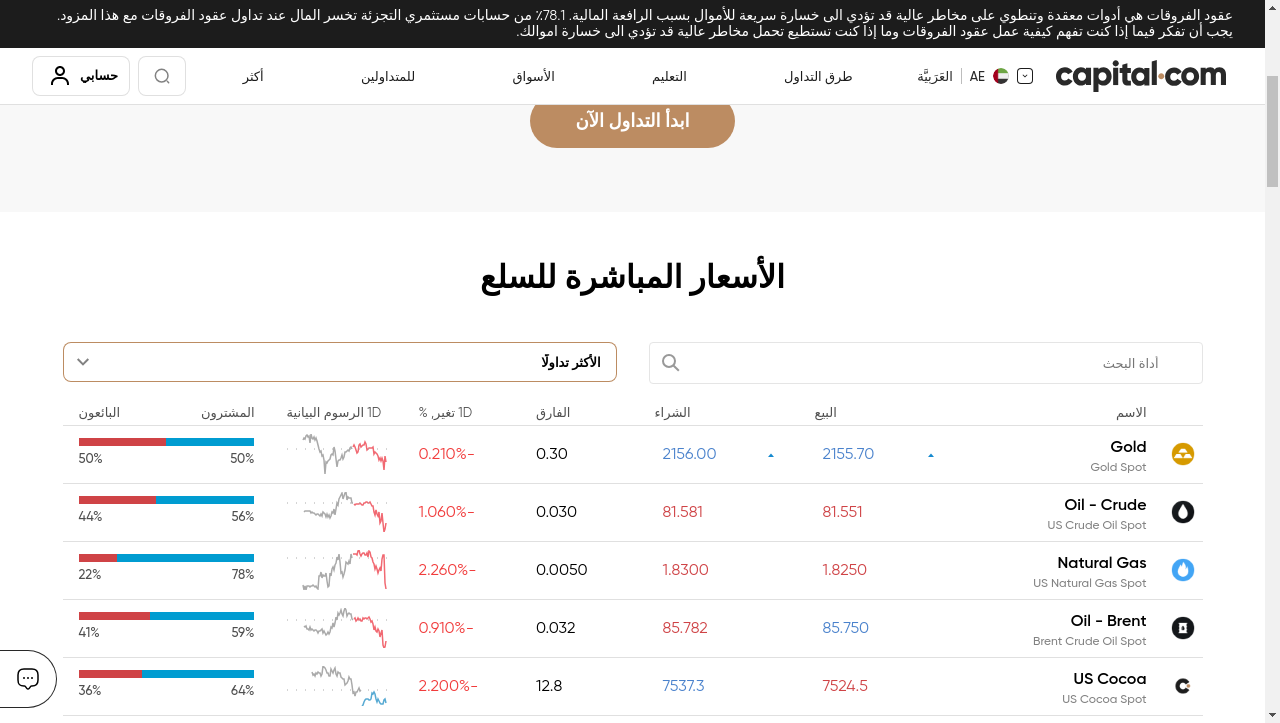 عقود الفروقات هي أدوات معقدة وتنطوي على مخاطر عالية قد تؤدي الى خسارة سريعة للأموال بسبب الرافعة المالية. 78.1٪ من حسابات مستثمري التجزئة تخسر المال عند تداول عقود الفروقات مع هذا المزود.
يجب أن تفكر فيما إذا كنت تفهم كيفية عمل عقود الفروقات وما إذا كنت تستطيع تحمل مخاطر عالية قد تؤدي الى خسارة اموالك.
capital.com
AE العَرَبِيَّة
طرق التداول
التعليم
الأسواق
للمتداولين
أكثر
حسابي
ابدأ التداول الآن
الأسعار المباشرة للسلع
أداة البحث
الأكثر تداولًا
الاسم البيع الشراء الفارق 1D تغير, % 1D الرسوم البيانية المشترون البائعون
Gold 2155.70 2156.00 0.30 0.210%- 50% 50%
Gold Spot
Oil - Crude 81.551 81.581 0.030 1.060%- 56% 44%
US Crude Oil Spot
Natural Gas 1.8250 1.8300 0.0050 2.260%- 78% 22%
US Natural Gas Spot
Oil - Brent 85.750 85.782 0.032 0.910%- 59% 41%
Brent Crude Oil Spot
US Cocoa 7524.5 7537.3 12.8 2.200%- 64% 36%
US Cocoa Spot